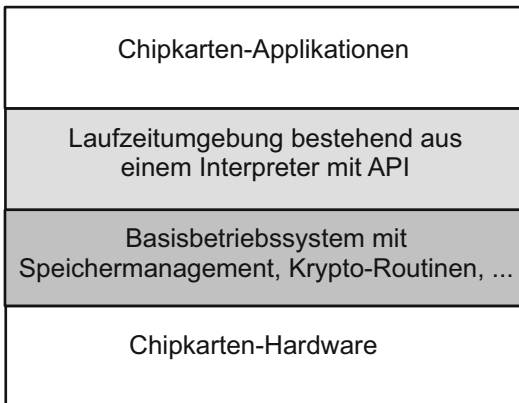 Chipkarten-Applikationen
Laufzeitumgebung bestehend aus
einem Interpreter mit API
Basisbetriebssystem mit
Speichermanagement, Krypto-Routinen, ...
Chipkarten-Hardware